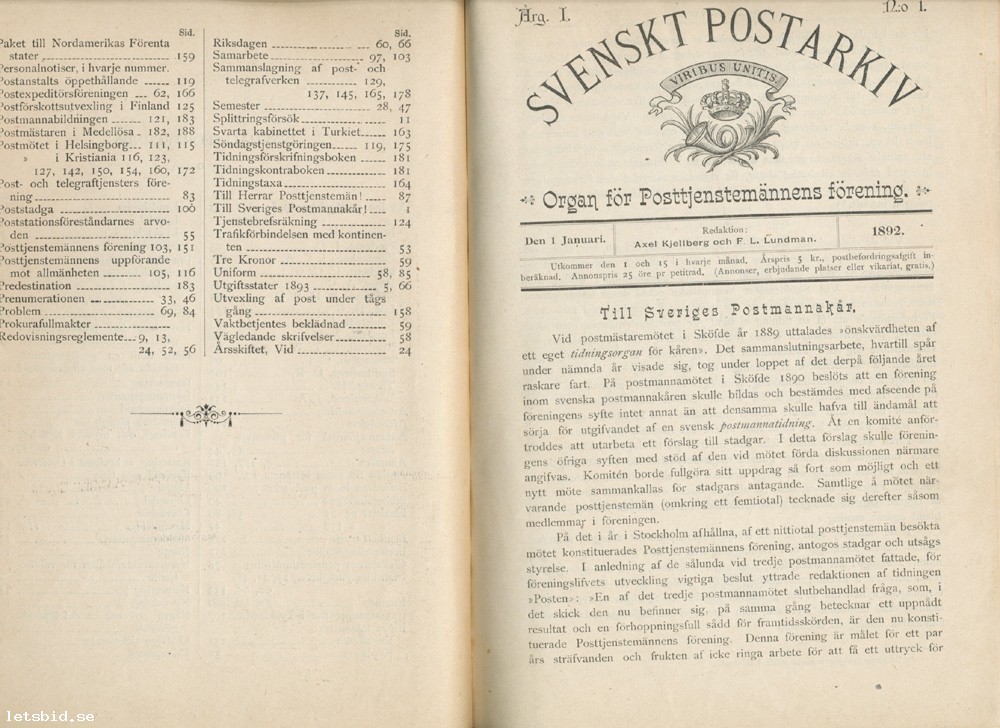 Sid.
Paket till Nordamerikas Förenta
stater 159
Personalnotiser, i hvarje nummer.
Postanstalts öppethållande 119
Postexpeditörsföreningen 62, 166
Postförskottsutvexling i Finland 125
Postmannabildningen 121, 183
Postmästaren i Medellösa 182, 188
Postmötet i Helsingborg 111, 115
» i Kristiania 116, 123,
127, 142, 150, 154, 160, 172
Post- och telegraftjensters före-
ning 83
Poststadga 106
Poststationsföreståndarnes arvo-
den 55
Posttjenstemännens förening 103, 151
Posttjenstemännens uppförande
mot allmänheten 105, 116
Predestination 183
Prenumerationen 33, 46
Problem 69, 84
Prokurafullmakter
Redovisningsreglemente 9, 13,
24, 52, 56
Sid.
Riksdagen 60, 66
Samarbete 97, 103
Sammanslagning af post- och
telegrafverken 129,
137, 145, 165, 178
Semester 28, 47
Splittringsförsök 11
Svarta kabinettet i Turkiet 163
Söndagstjenstgöringen 119, 175
Tidningsförskrifningsboken 181
Tidningskontraboken 181
Tidningstaxa 164
Till Herrar Posttjenstemän! 87
Till Sveriges Postmannakår! 1
Tjenstebrefsräkning 124
Trafikförbindelsen med kontinen-
ten 53
Tre Kronor 59
Uniform 58, 85
Utgiftsstater 1893 5, 66
Utvexling af post under tågs
gång 158
Vaktbetjentes beklädnad 59
Vägledande skrifvelser 58
Årsskiftet, Vid 24
Årg. I. N:o 1.
SVENSKT POSTARKIV
VIRIBUS UNITIS
Organ för Posttjenstemännens förening.
Den 1 Januari.
Redaktion:
Axel Kjellberg och F. L. Lundman.
1892.
Utkommer den 1 och 15 i hvarje månad. Årspris 5 kr., postbefordringsafgift in-
beräknad. Annonspris 25 öre pr petitrad. (Annonser, erbjudande platser eller vikariat, gratis.)
Till Sveriges Postmannakår.
Vid postmästaremötet i Sköfde år 1889 uttalades »önskvärdheten af
ett eget tidningsorgan för kåren». Det sammanslutningsarbete, hvartill spår
under nämnda år visade sig, tog under loppet af det derpå följande året
raskare fart. På postmannamötet i Sköfde 1890 beslöts att en förening
inom svenska postmannakåren skulle bildas och bestämdes med afseende på
föreningens syfte intet annat än att densamma skulle hafva till ändamål att
sörja för utgifvandet af en svensk postmannatidning. Åt en komité anför-
troddes att utarbeta ett förslag till stadgar. I detta förslag skulle förenin-
gens öfriga syften med stöd af den vid mötet förda diskussionen närmare
angifvas. Komitén borde fullgöra sitt uppdrag så fort som möjligt och ett
nytt möte sammankallas för stadgars antagande. Samtlige å mötet när-
varande posttjenstemän (omkring ett femtiotal) tecknade sig derefter såsom
medlemmar i föreningen.
På det i år i Stockholm afhållna, af ett nittiotal posttjenstemän besökta
mötet konstituerades Posttjenstemännens förening, antogos stadgar och utsågs
styrelse. I anledning af de sålunda vid tredje postmannamötet fattade, för
föreningslifvets utveckling vigtiga beslut yttrade redaktionen af tidningen
»Posten»: »En af det tredje postmannamötet slutbehandlad fråga, som, i
det skick den nu befinner sig, på samma gång betecknar ett uppnådt
resultat och en förhoppningsfull sådd för framtidsskörden, är den nu konsti-
tuerade Posttjenstemännens förening. Denna förening är målet för ett par
års sträfvanden och frukten af icke ringa arbete för att få ett uttryck för
letsbid.se